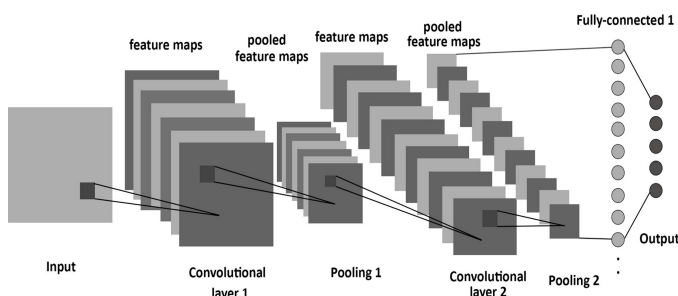 Fully-connected 1
feature maps
pooled
feature maps
feature maps
pooled
feature maps
Input
Convolutional
layer 1
Pooling 1
Convolutional
layer 2
Pooling 2
Output